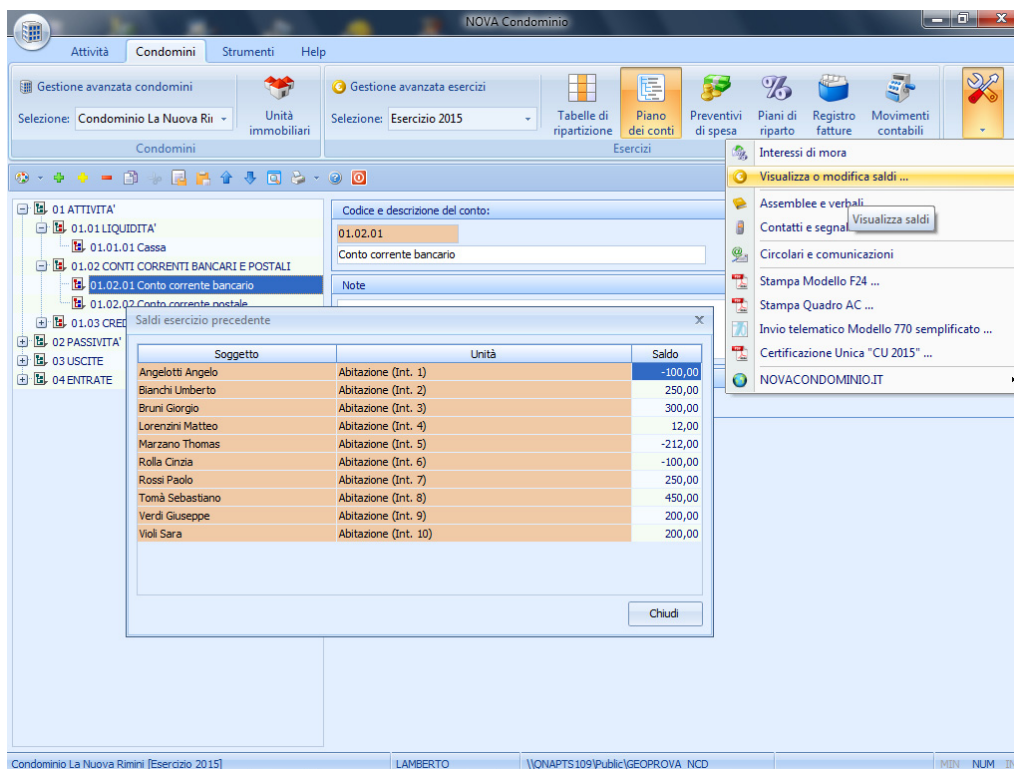 NOVA Condominio
Attività Condomini Strumenti Help
Gestione avanzata condomini
Selezione: Condominio La Nuova Rii
Unità immobiliari
Condomini
Gestione avanzata esercizi
Selezione: Esercizio 2015
Tabelle di ripartizione
Piano dei conti
Preventivi di spesa
Piani di riparto
Registro fatture
Movimenti contabili
Esercizi
Interessi di mora
Visualizza o modifica saldi ...
Assemblee e verbali
Visualizza saldi
Contatti e segnal
Circolari e comunicazioni
Stampa Modello F24 ...
Stampa Quadro AC ...
Invio telematico Modello 770 semplificato ...
Certificazione Unica "CU 2015" ...
NOVACONDOMINIO.IT
01 ATTIVITA'
01.01 LIQUIDITA'
01.01.01 Cassa
01.02 CONTI CORRENTI BANCARI E POSTALI
01.02.01 Conto corrente bancario
01.02.02 Conto corrente postale
01.03 CRED
02 PASSIVITA'
03 USCITE
04 ENTRATE
Codice e descrizione del conto:
01.02.01
Conto corrente bancario
Note
Saldi esercizio precedente
Soggetto Unità Saldo
Angelotti Angelo Abitazione (Int. 1) -100,00
Bianchi Umberto Abitazione (Int. 2) 250,00
Bruni Giorgio Abitazione (Int. 3) 300,00
Lorenzini Matteo Abitazione (Int. 4) 12,00
Marzano Thomas Abitazione (Int. 5) -212,00
Rolla Cinzia Abitazione (Int. 6) -100,00
Rossi Paolo Abitazione (Int. 7) 250,00
Tomà Sebastiano Abitazione (Int. 8) 450,00
Verdi Giuseppe Abitazione (Int. 9) 200,00
Violi Sara Abitazione (Int. 10) 200,00
Chiudi
Condominio La Nuova Rimini [Esercizio 2015] LAMBERTO \\QNAPTS109\Public\GEOPROVA_NCD MIN NUM